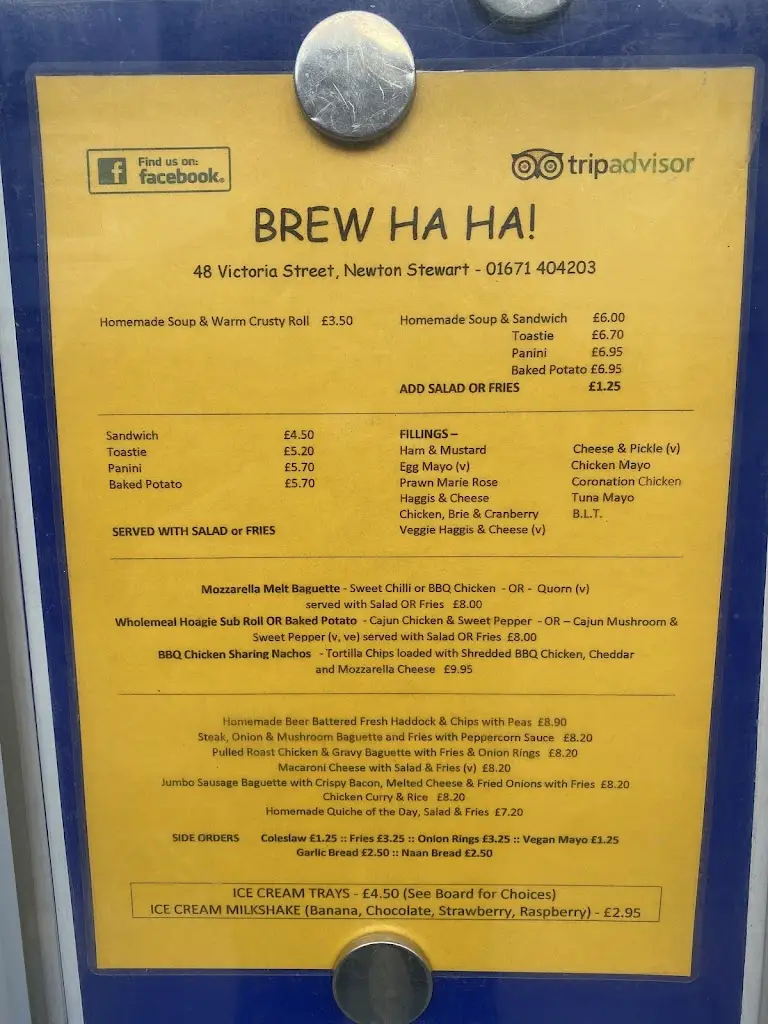 Find us on:
facebook.
tripadvisor
BREW HA HA!
48 Victoria Street, Newton Stewart - 01671 404203
Homemade Soup & Warm Crusty Roll £3.50
Homemade Soup & Sandwich £6.00
Toastie £6.70
Panini £6.95
Baked Potato £6.95
ADD SALAD OR FRIES £1.25
Sandwich £4.50
Toastie £5.20
Panini £5.70
Baked Potato £5.70
SERVED WITH SALAD or FRIES
FILLINGS –
Ham & Mustard Cheese & Pickle (v)
Egg Mayo (v) Chicken Mayo
Prawn Marie Rose Coronation Chicken
Haggis & Cheese Tuna Mayo
Chicken, Brie & Cranberry B.L.T.
Veggie Haggis & Cheese (v)
Mozzarella Melt Baguette - Sweet Chilli or BBQ Chicken - OR - Quorn (v)
served with Salad OR Fries £8.00
Wholemeal Hoagie Sub Roll OR Baked Potato - Cajun Chicken & Sweet Pepper - OR – Cajun Mushroom &
Sweet Pepper (v, ve) served with Salad OR Fries £8.00
BBQ Chicken Sharing Nachos - Tortilla Chips loaded with Shredded BBQ Chicken, Cheddar
and Mozzarella Cheese £9.95
Homemade Beer Battered Fresh Haddock & Chips with Peas £8.90
Steak, Onion & Mushroom Baguette and Fries with Peppercorn Sauce £8.20
Pulled Roast Chicken & Gravy Baguette with Fries & Onion Rings £8.20
Macaroni Cheese with Salad & Fries (v) £8.20
Jumbo Sausage Baguette with Crispy Bacon, Melted Cheese & Fried Onions with Fries £8.20
Chicken Curry & Rice £8.20
Homemade Quiche of the Day, Salad & Fries £7.20
SIDE ORDERS Coleslaw £1.25 :: Fries £3.25 :: Onion Rings £3.25 :: Vegan Mayo £1.25
Garlic Bread £2.50 :: Naan Bread £2.50
ICE CREAM TRAYS - £4.50 (See Board for Choices)
ICE CREAM MILKSHAKE (Banana, Chocolate, Strawberry, Raspberry) - £2.95